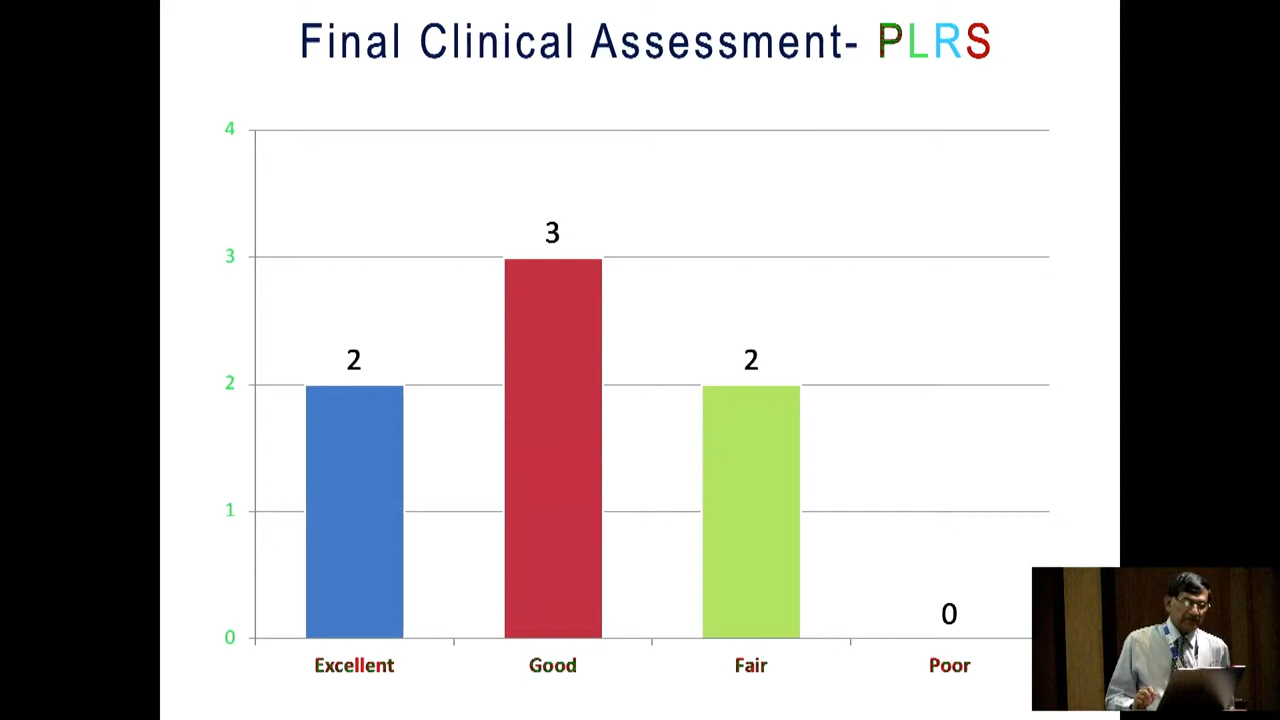 Final Clinical Assessment- PLRS
4
3
3
2
2
2
1
0
0
Excellent
Good
Fair
Poor